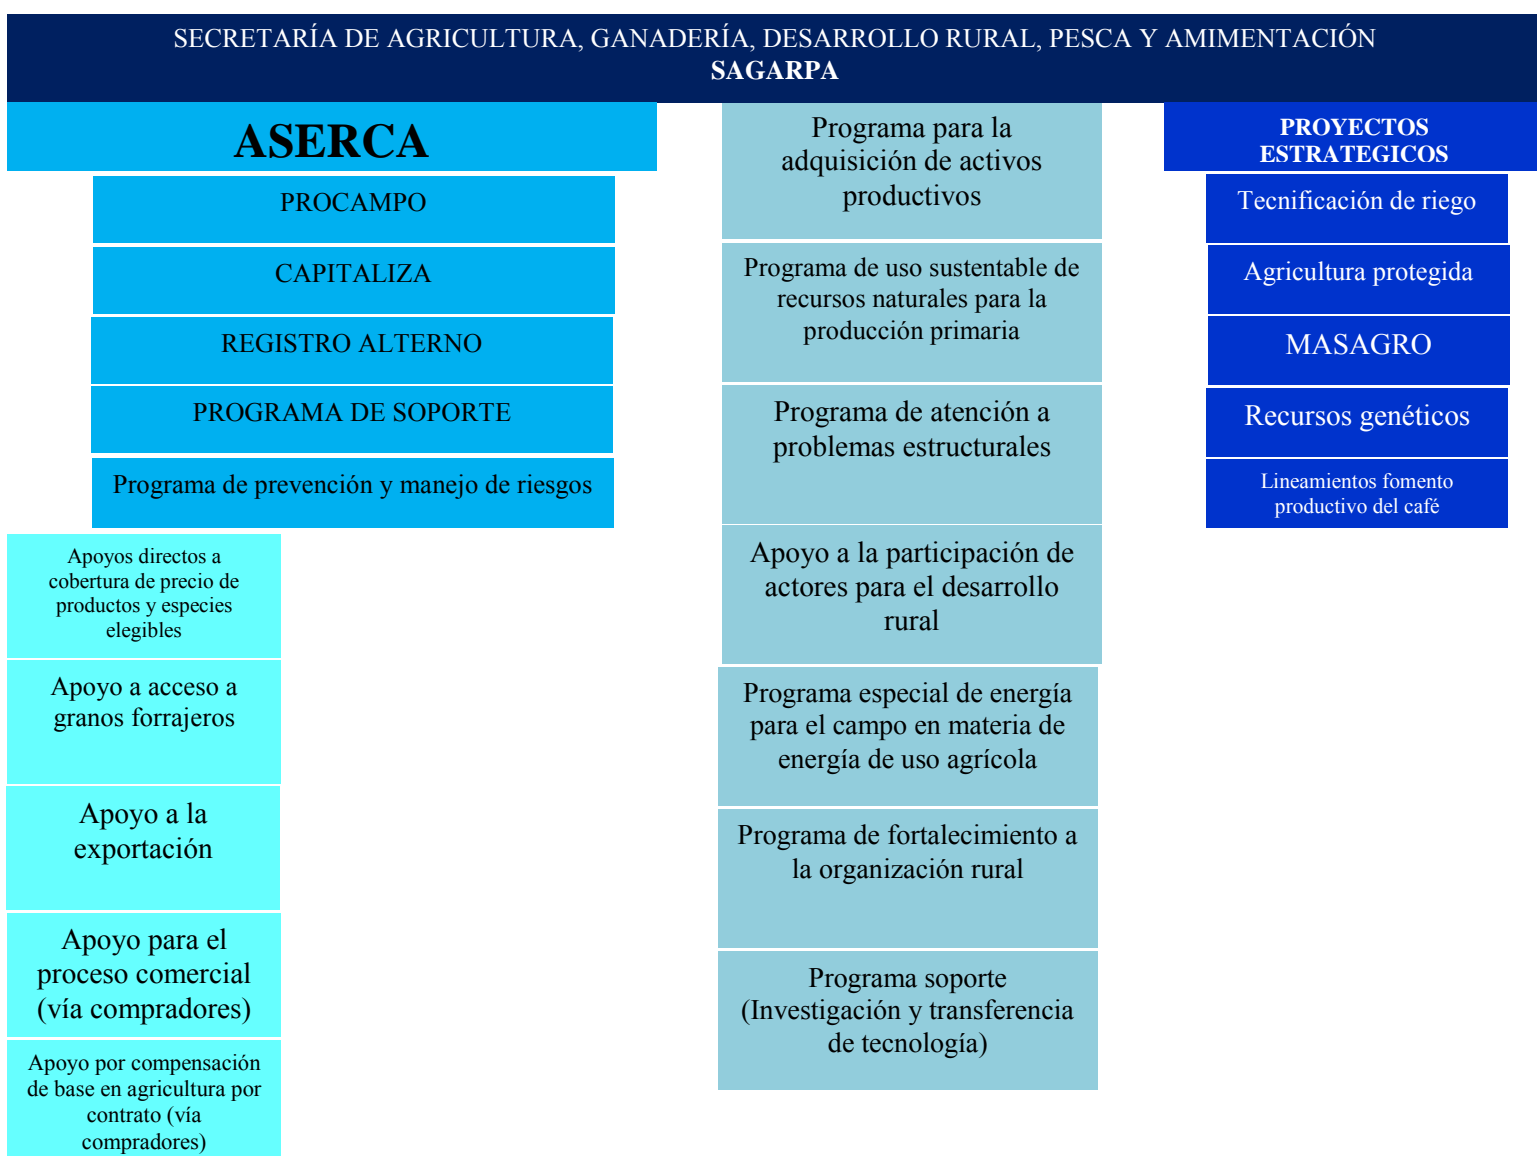 SECRETARÍA DE AGRICULTURA, GANADERÍA, DESARROLLO RURAL, PESCA Y AMIMENTACIÓN
SAGARPA
ASERCA
PROCAMPO
CAPITALIZA
REGISTRO ALTERNO
PROGRAMA DE SOPORTE
Programa de prevención y manejo de riesgos
Apoyos directos a
cobertura de precio de
productos y especies
elegibles
Apoyo a acceso a
granos forrajeros
Apoyo a la
exportación
Apoyo para el
proceso comercial
(vía compradores)
Apoyo por compensación
de base en agricultura por
contrato (vía
compradores)
Programa para la
adquisición de activos
productivos
Programa de uso sustentable de
recursos naturales para la
producción primaria
Programa de atención a
problemas estructurales
Apoyo a la participación de
actores para el desarrollo
rural
Programa especial de energía
para el campo en materia de
energía de uso agrícola
Programa de fortalecimiento a
la organización rural
Programa soporte
(Investigación y transferencia
de tecnología)
PROYECTOS
ESTRATEGICOS
Tecnificación de riego
Agricultura protegida
MASAGRO
Recursos genéticos
Lineamientos fomento
productivo del café